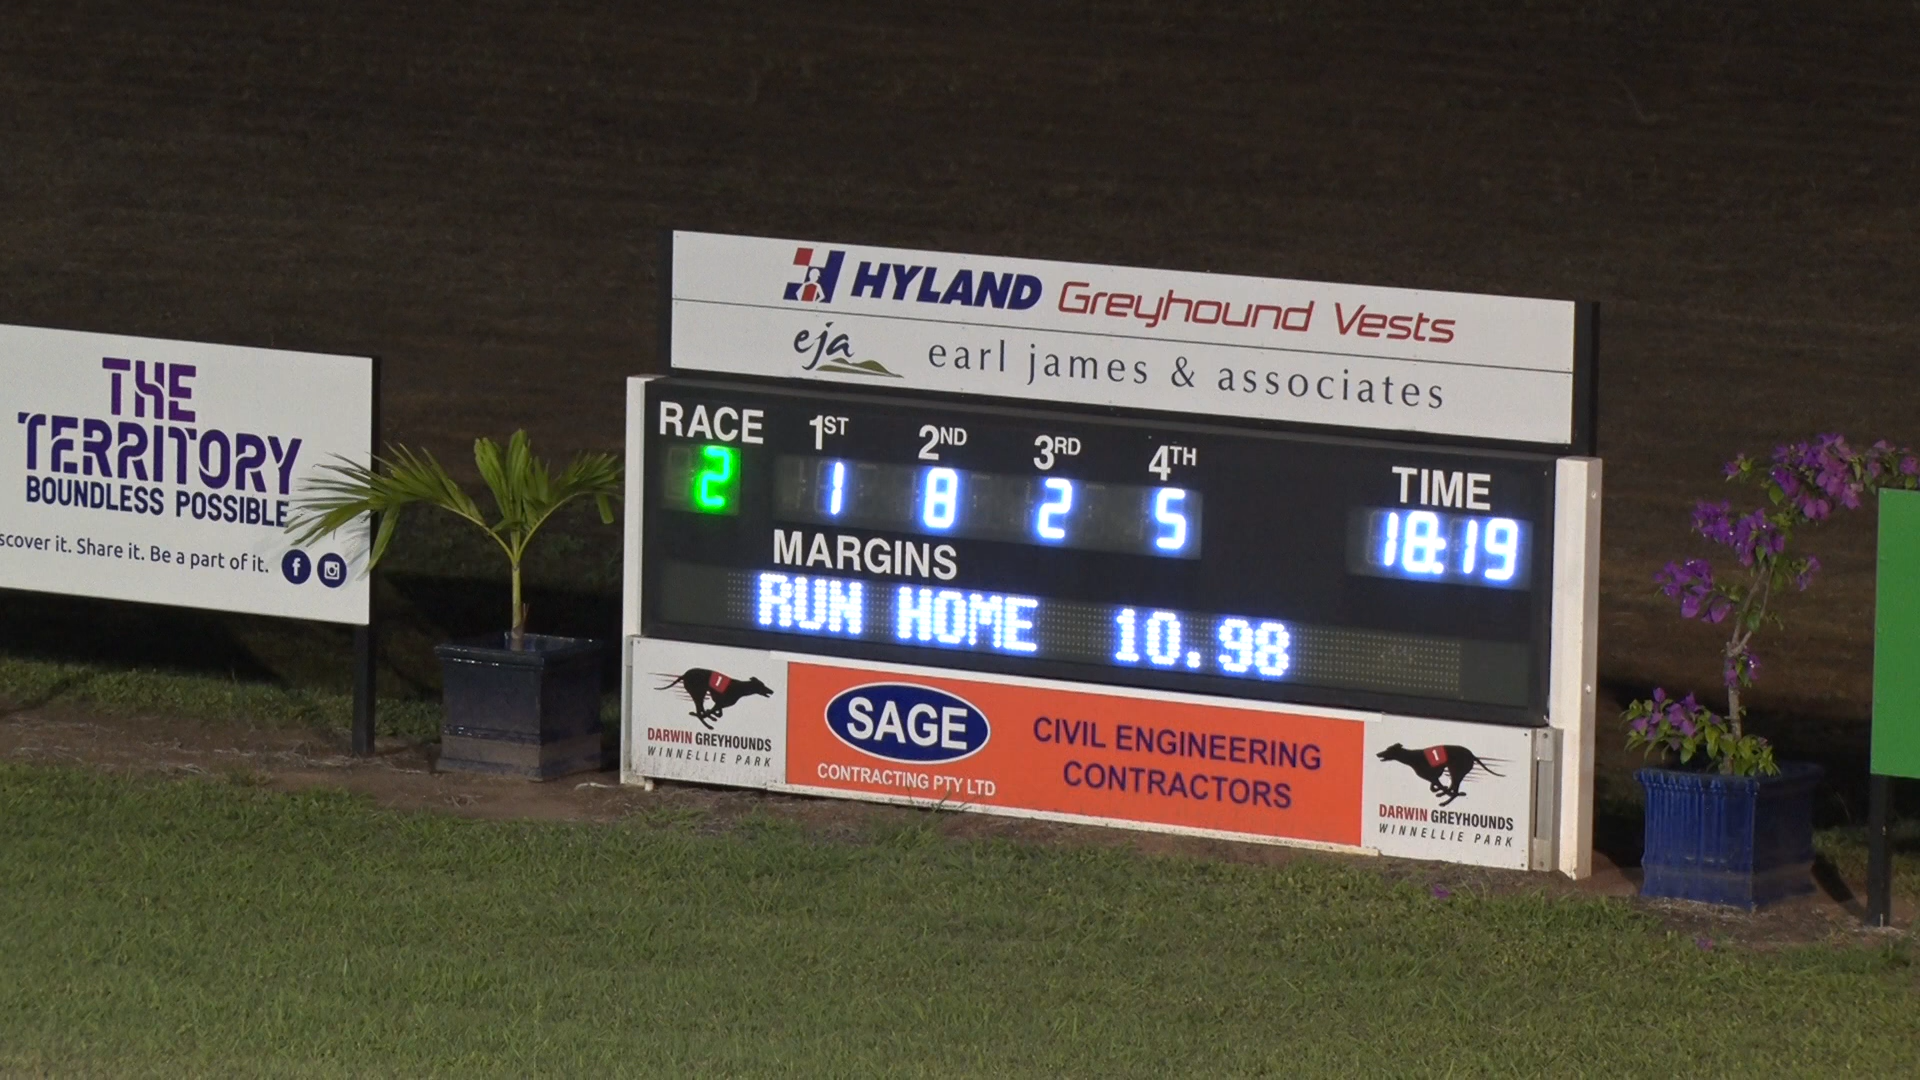 HYLAND Greyhound Vests
eja earl james & associates
THE
TERRITORY
BOUNDLESS POSSIBLE
scover it. Share it. Be a part of it. f
RACE 1ST 2ND 3RD 4TH TIME
2 1 8 2 5 18:19
MARGINS
RUN HOME 10.98
1
DARWIN GREYHOUNDS
WINNELLIE PARK
SAGE
CONTRACTING PTY LTD
CIVIL ENGINEERING
CONTRACTORS
1
DARWIN GREYHOUNDS
WINNELLIE PARK